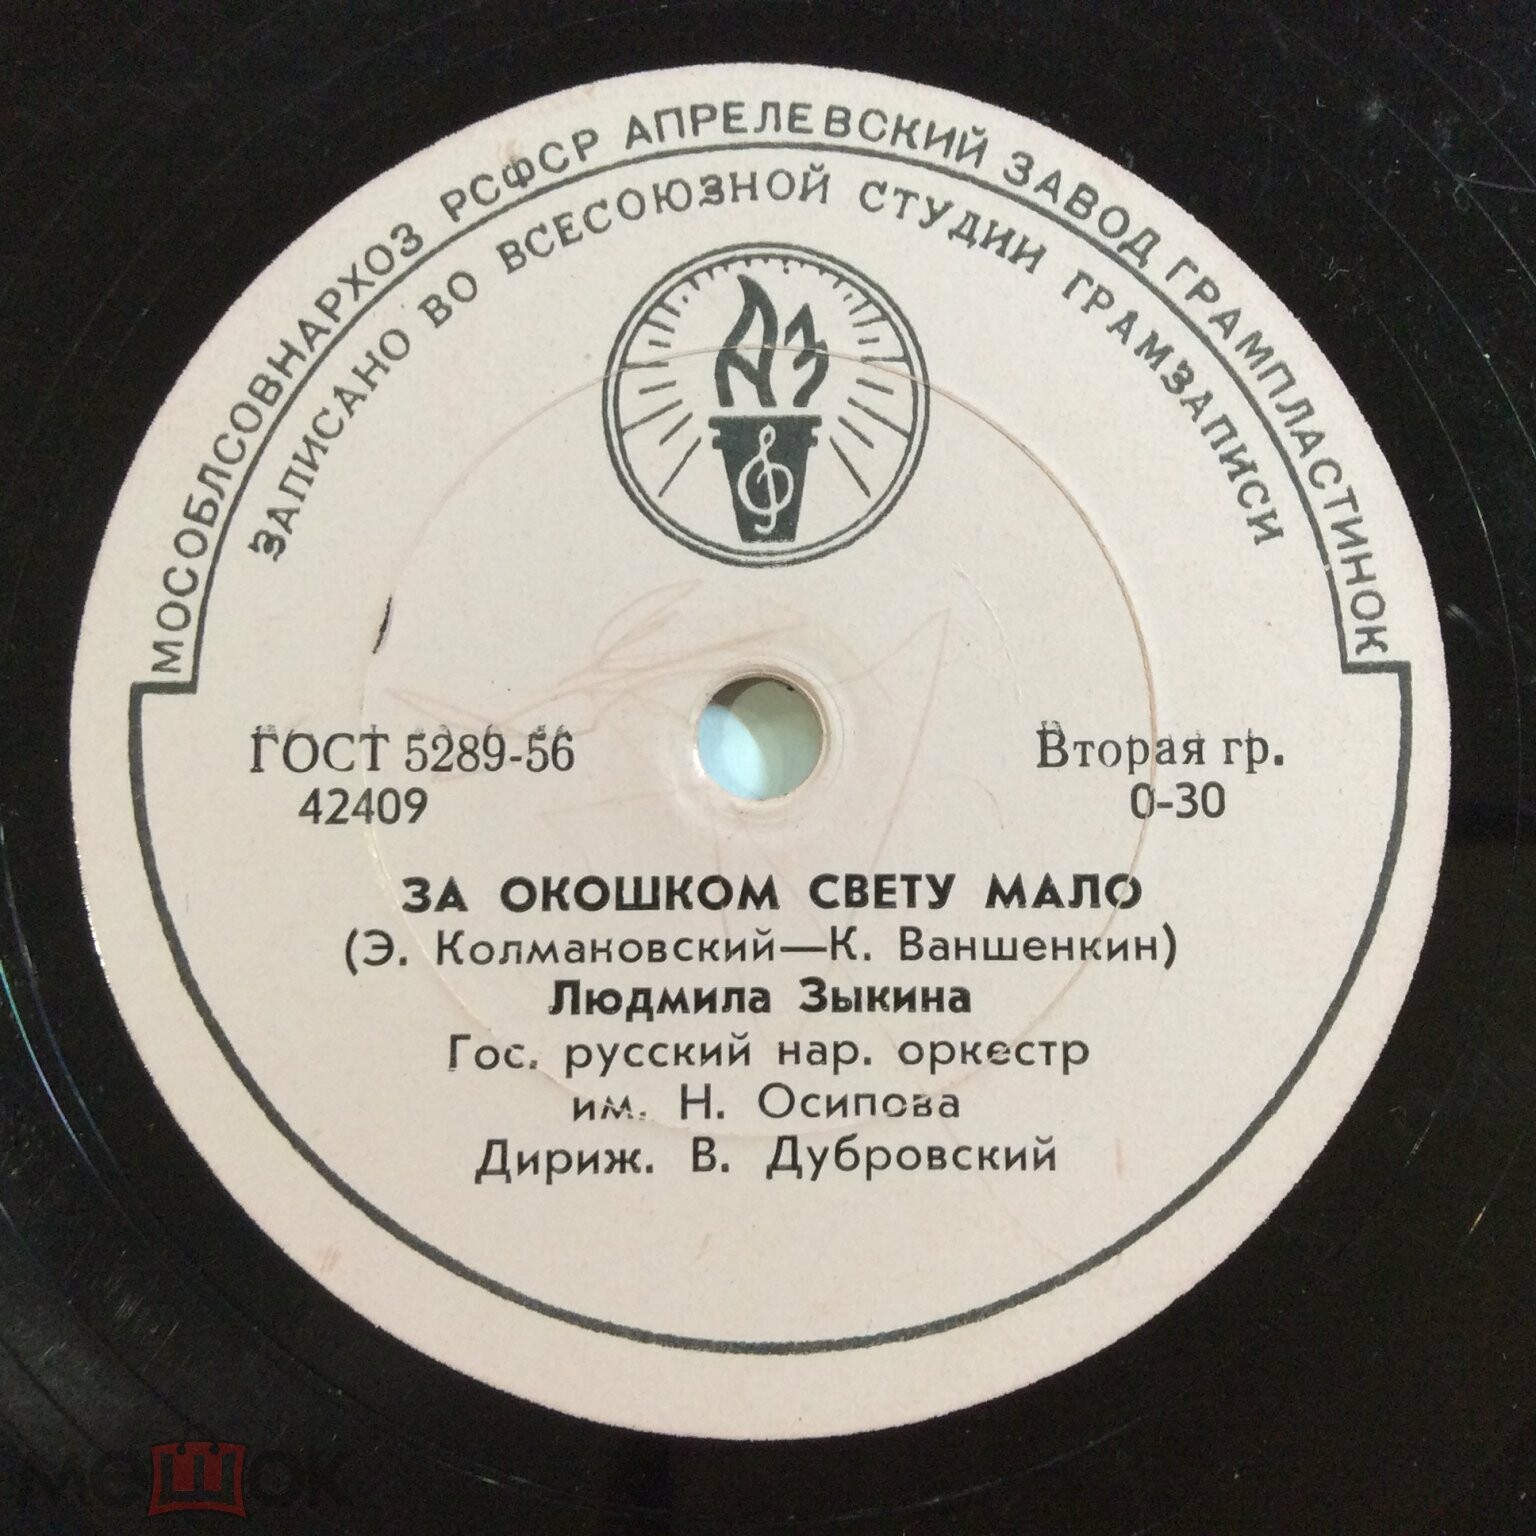 МОСОБЛСОВНАРХОЗ РСФСР АПРЕЛЕВСКИЙ ЗАВОД ГРАМПЛАСТИНОК
ЗАПИСАНО ВО ВСЕСОЮЗНОЙ СТУДИИ ГРАМЗАПИСИ
АЗ
ГОСТ 5289-56
42409
Вторая гр.
0-30
ЗА ОКОШКОМ СВЕТУ МАЛО
(Э. Колмановский—К. Ваншенкин)
Людмила Зыкина
Гос. русский нар. оркестр
им. Н. Осипова
Дириж. В. Дубровский
мешок